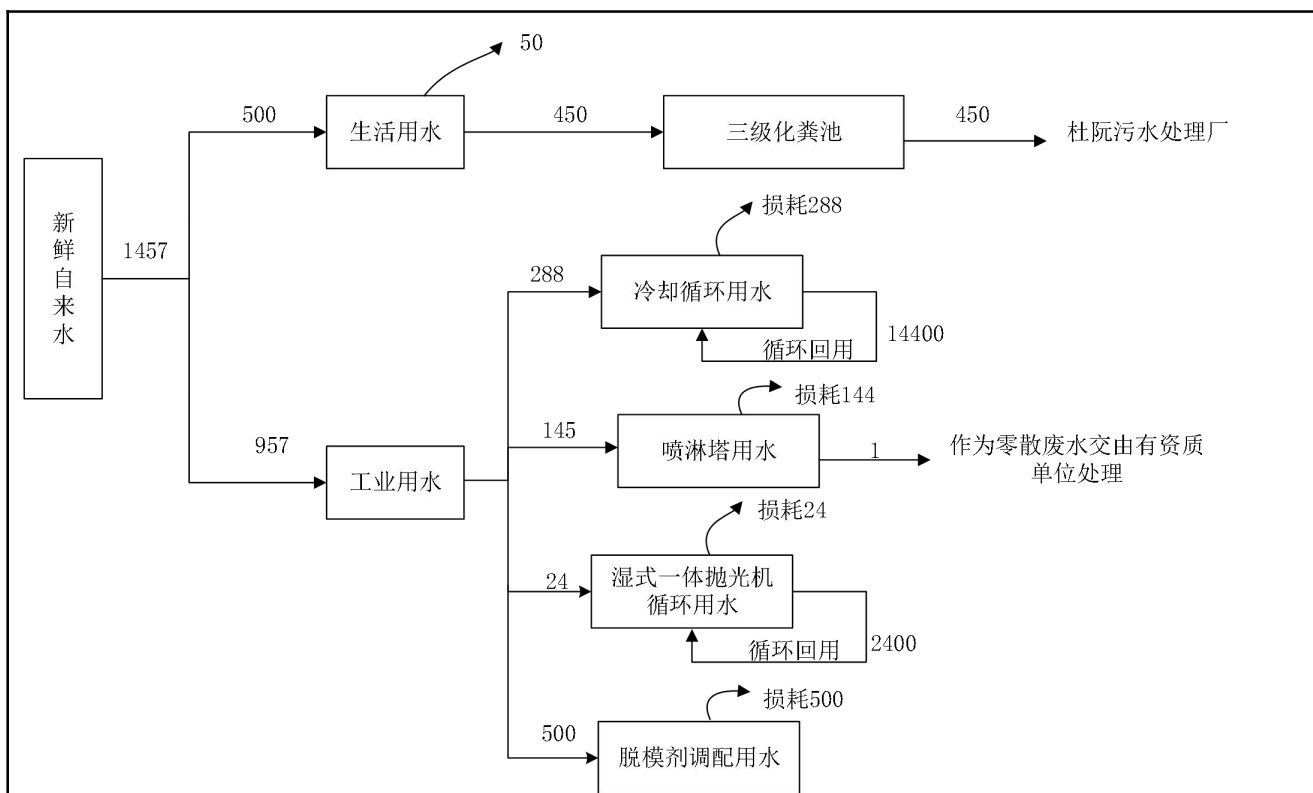 50
500
生活用水
450
三级化粪池
450
杜阮污水处理厂
新
鲜
自
来
水
1457
损耗288
288
冷却循环用水
14400
循环回用
损耗144
957
工业用水
145
喷淋塔用水
1
作为零散废水交由有资质
单位处理
损耗24
24
湿式一体抛光机
循环用水
2400
循环回用
损耗500
500
脱模剂调配用水